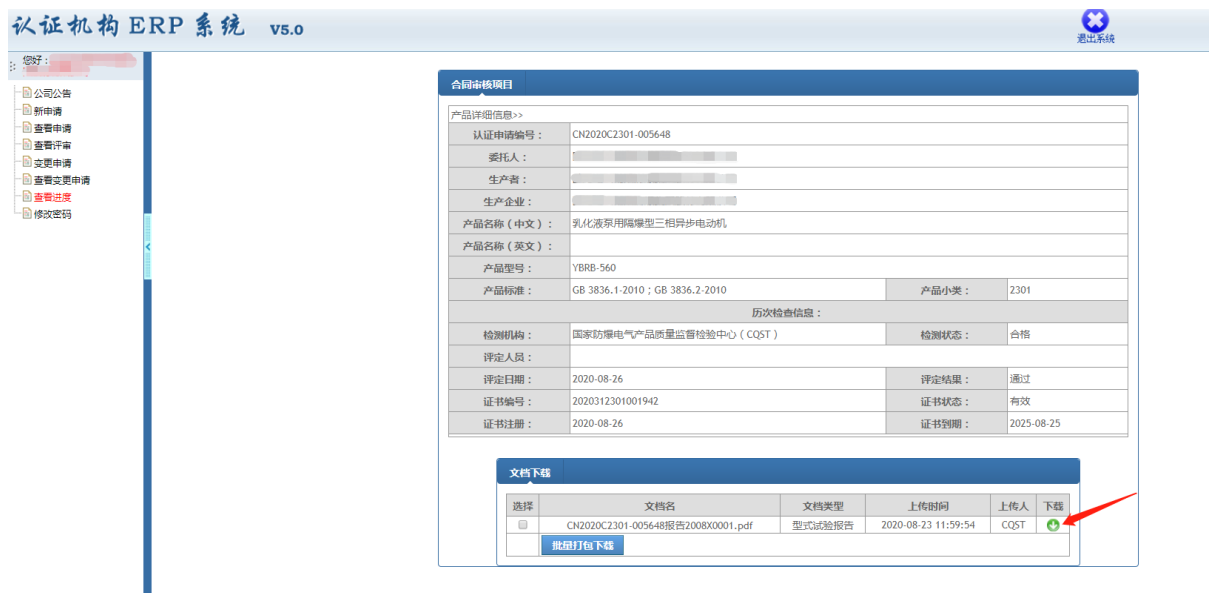 认证机构 ERP 系统 V5.0
退出系统
您好：
公司公告
新申请
查看申请
查看评审
变更申请
查看变更申请
查看进度
修改密码
合同审核项目
产品详细信息>>
认证申请编号： CN2020C2301-005648
委托人：
生产者：
生产企业：
产品名称（中文）： 乳化液泵用隔爆型三相异步电动机
产品名称（英文）：
产品型号： YBRB-560
产品标准： GB 3836.1-2010；GB 3836.2-2010 产品小类： 2301
历次检查信息：
检测机构： 国家防爆电气产品质量监督检验中心（CQST） 检测状态： 合格
评定人员：
评定日期： 2020-08-26 评定结果： 通过
证书编号： 2020312301001942 证书状态： 有效
证书注册： 2020-08-26 证书到期： 2025-08-25
文档下载
选择 文档名 文档类型 上传时间 上传人 下载
CN2020C2301-005648报告2008X0001.pdf 型式试验报告 2020-08-23 11:59:54 CQST
批量打包下载